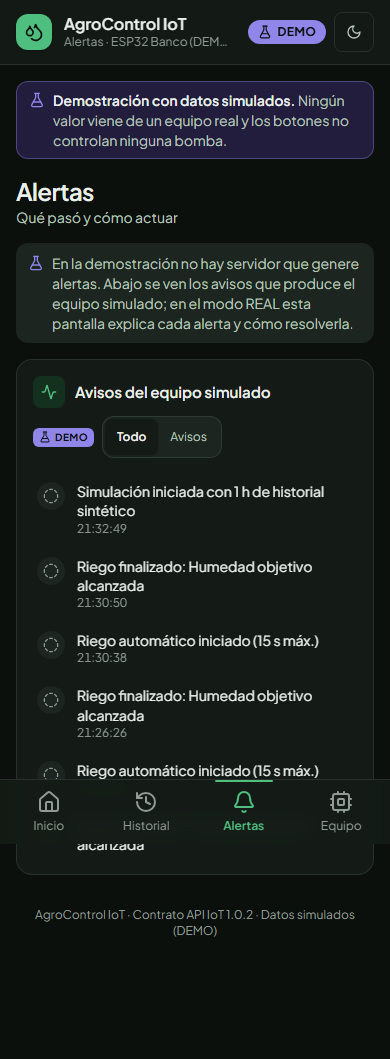 AgroControl IoT
Alertas · ESP32 Banco (DEM...
DEMO
Demostración con datos simulados. Ningún
valor viene de un equipo real y los botones no
controlan ninguna bomba.
Alertas
Qué pasó y cómo actuar
En la demostración no hay servidor que genere
alertas. Abajo se ven los avisos que produce el
equipo simulado; en el modo REAL esta
pantalla explica cada alerta y cómo resolverla.
Avisos del equipo simulado
DEMO
Todo
Avisos
Simulación iniciada con 1 h de historial
sintético
21:32:49
Riego finalizado: Humedad objetivo
alcanzada
21:30:50
Riego automático iniciado (15 s máx.)
21:30:38
Riego finalizado: Humedad objetivo
alcanzada
21:26:26
Riego automático iniciado (15 s máx.)
Inicio
Historial
Alertas
Equipo
alcanzada
AgroControl IoT · Contrato API IoT 1.0.2 · Datos simulados
(DEMO)